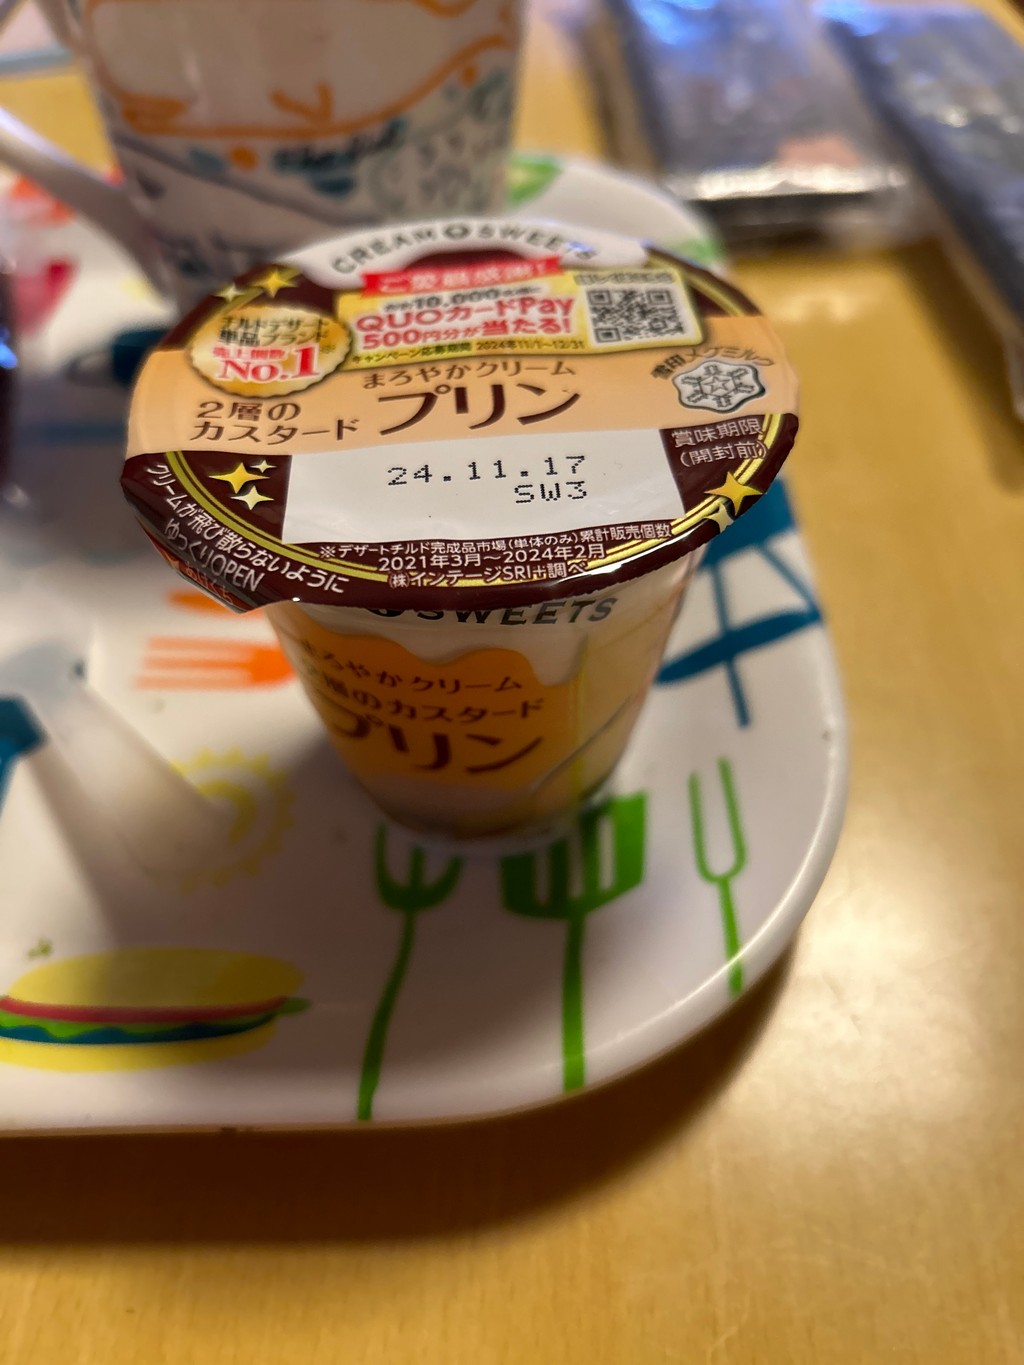 CREAM SWEETS
ご愛顧感謝!
10,000
QUOカードPay
500円分が当たる!
キャンペーン応募期間 2024年11/1~12/31
チルドデザート
単品ブランド
売上個数
No.1※
雪印メグミルク
まろやかクリーム
2層の
カスタード
プリン
賞味期限
(開封前)
24.11.17
SW3
※デザートチルド完成品市場(単体のみ)累計販売個数
2021年3月~2024年2月
(株)インテージSRI+調べ
クリームが飛び散らないように
ゆっくりOPEN
SWEETS
まろやかクリーム
2層のカスタード
プリン